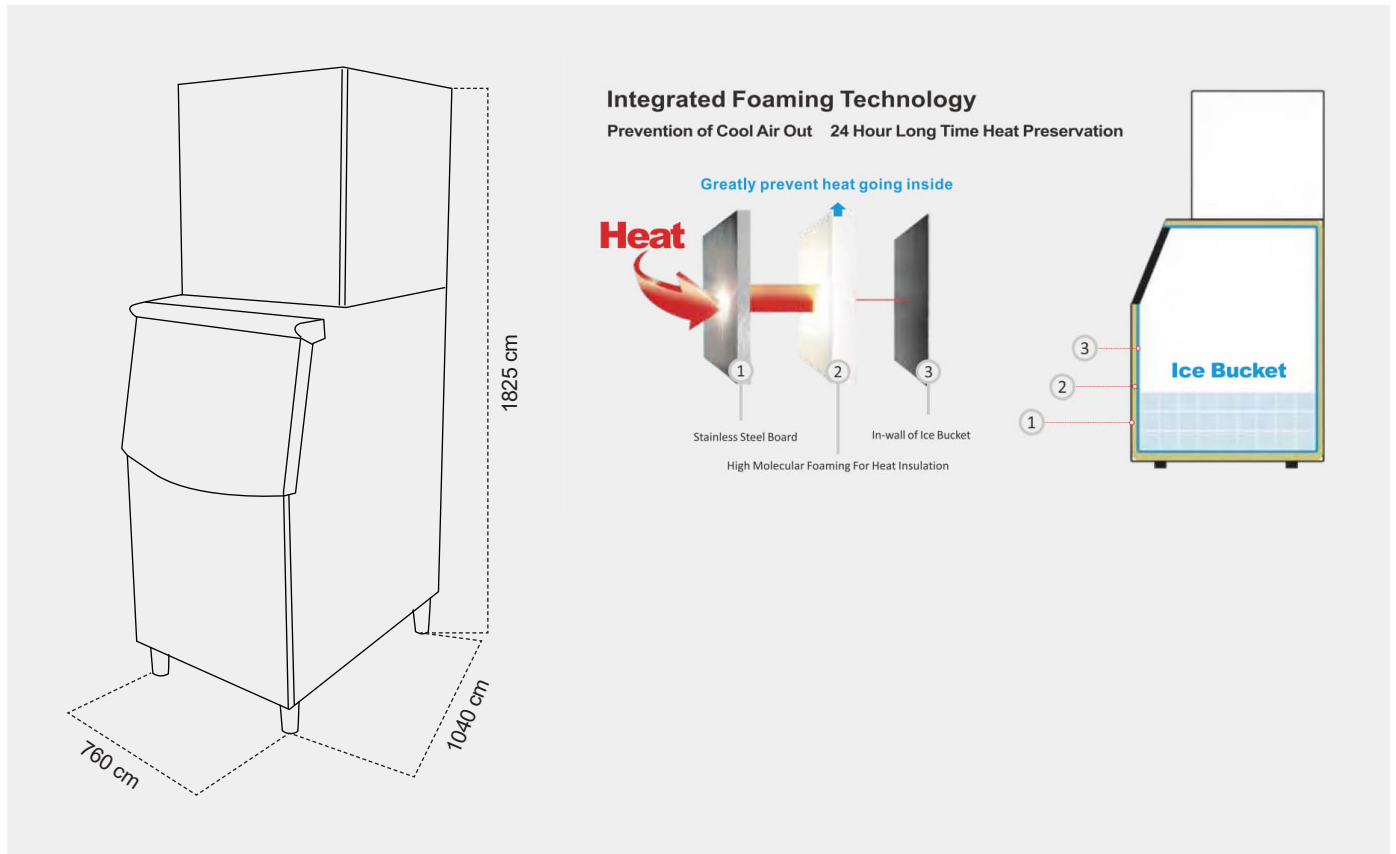 1825 cm
1040 cm
760 cm
Integrated Foaming Technology
Prevention of Cool Air Out 24 Hour Long Time Heat Preservation
Greatly prevent heat going inside
Heat
1
2
3
Stainless Steel Board
In-wall of Ice Bucket
High Molecular Foaming For Heat Insulation
3
2
1
Ice Bucket